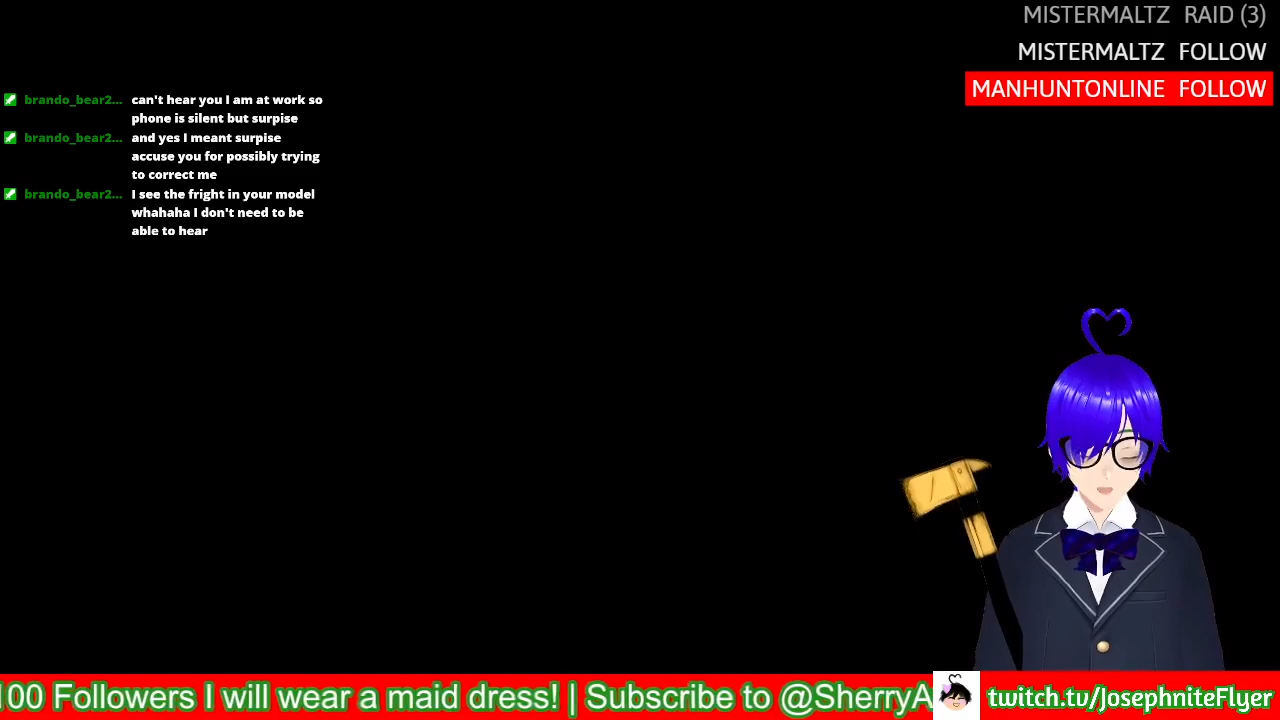 MISTERMALTZ RAID (3)
MISTERMALTZ FOLLOW
MANHUNTONLINE FOLLOW
brando_bear2... can't hear you I am at work so
phone is silent but surpise
brando_bear2... and yes I meant surpise
accuse you for possibly trying
to correct me
brando_bear2... I see the fright in your model
whahaha I don't need to be
able to hear
00 Followers I will wear a maid dress! | Subscribe to @SherryA
twitch.tv/JosephniteFlyer